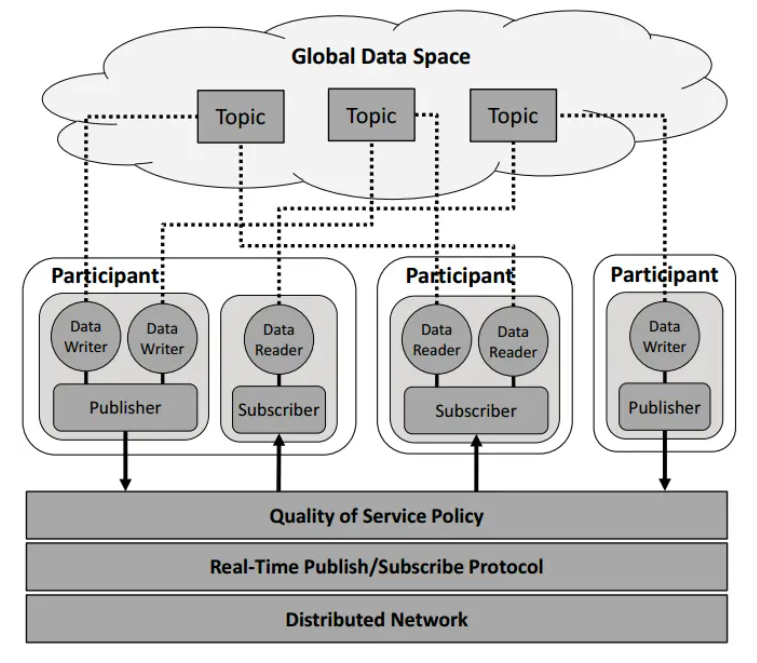 Global Data Space
Topic
Topic
Topic
Participant
Participant
Participant
Data
Writer
Data
Writer
Data
Reader
Data
Reader
Data
Reader
Data
Writer
Publisher
Subscriber
Subscriber
Publisher
Quality of Service Policy
Real-Time Publish/Subscribe Protocol
Distributed Network